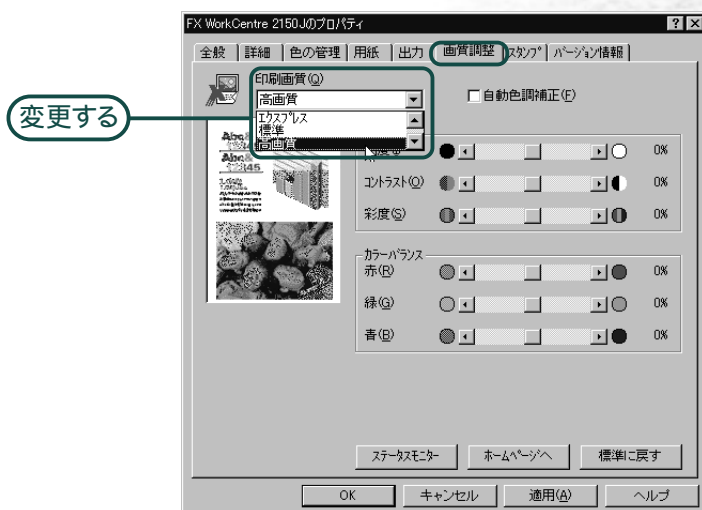 FX WorkCentre 2150Jのプロパティ
全般 詳細 色の管理 用紙 出力 画質調整 スタンプ バージョン情報
印刷画質(Q)
高画質
自動色調補正(F)
エクスプレス
標準
高画質
変更する
0%
コントラスト(O) 0%
彩度(S) 0%
カラーバランス
赤(R) 0%
緑(G) 0%
青(B) 0%
ステータスモニター ホームページへ 標準に戻す
OK キャンセル 適用(A) ヘルプ